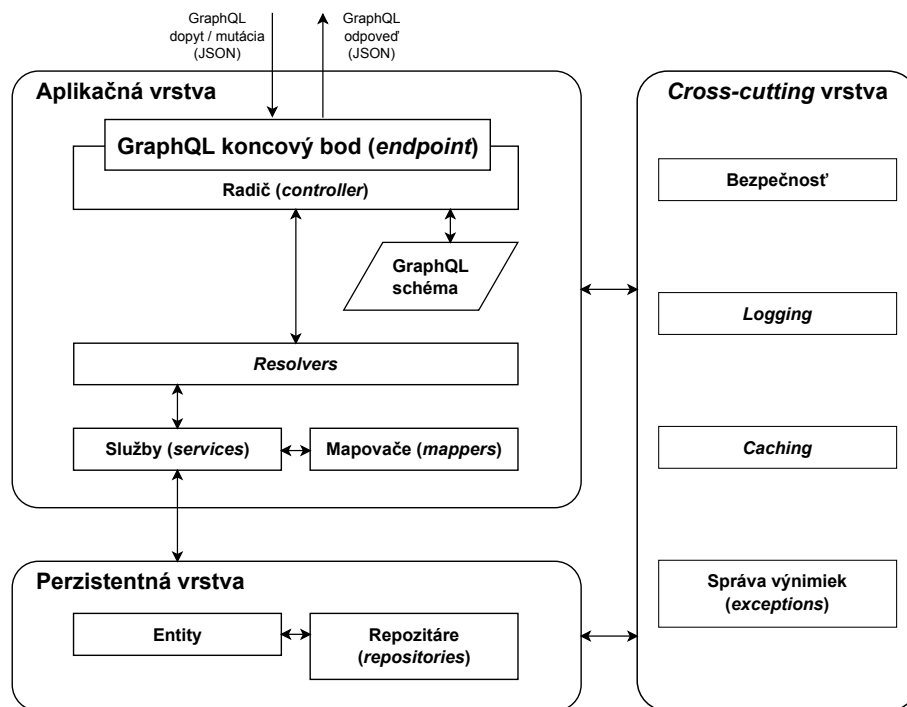 GraphQL
dopyt / mutácia
(JSON)
GraphQL
odpoveď
(JSON)
Aplikačná vrstva
GraphQL koncový bod (endpoint)
Radič (controller)
GraphQL
schéma
Resolvers
Služby (services)
Mapovače (mappers)
Perzistentná vrstva
Entity
Repozitáre
(repositories)
Cross-cutting vrstva
Bezpečnosť
Logging
Caching
Správa výnimiek
(exceptions)